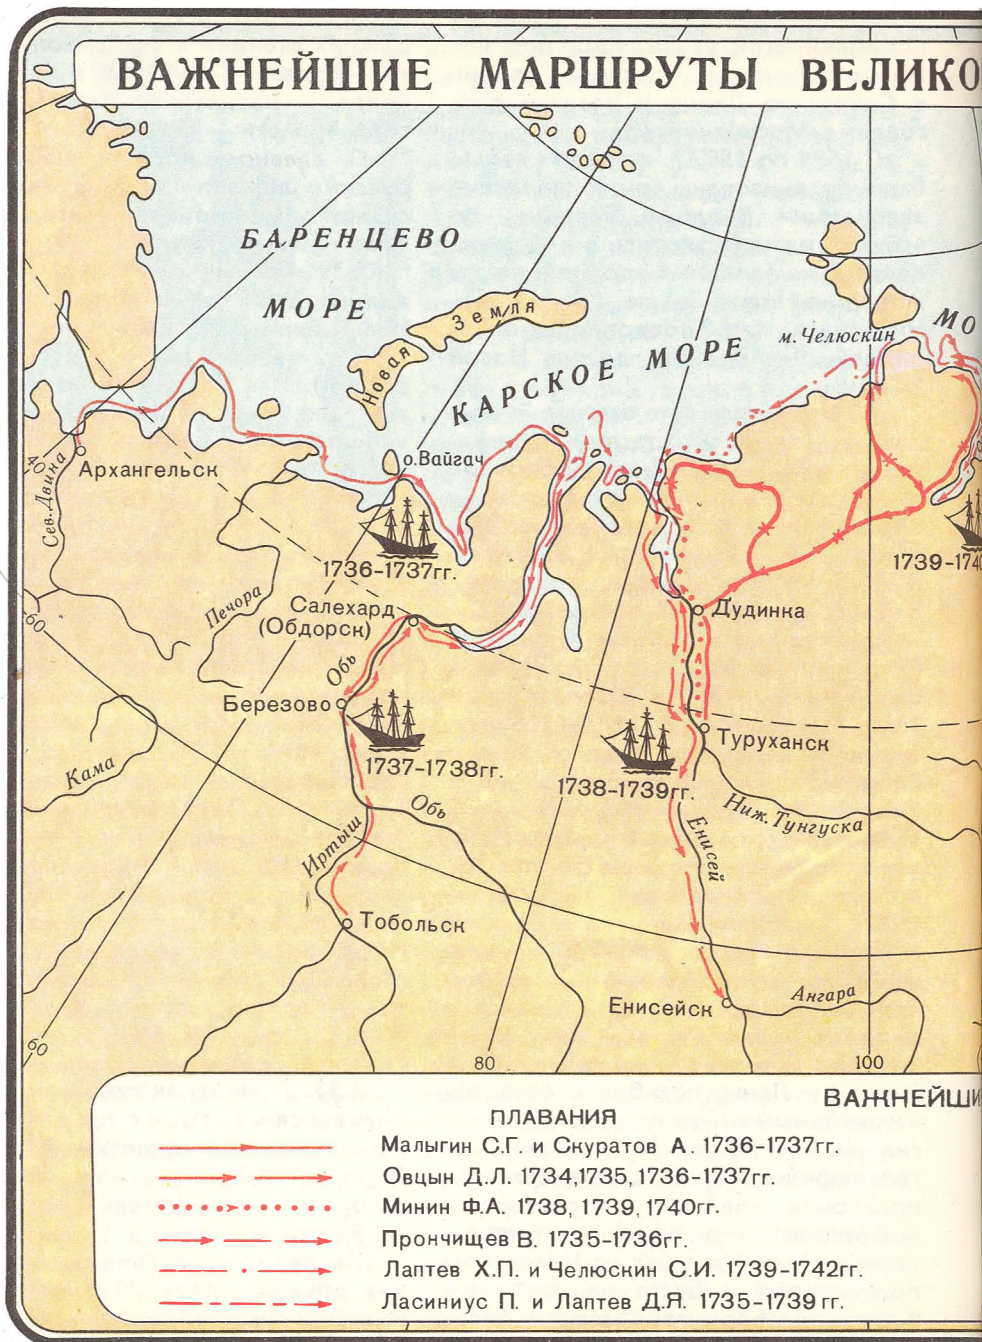 ВАЖНЕЙШИЕ МАРШРУТЫ ВЕЛИКО
БАРЕНЦЕВО
МОРЕ
Новая Земля
КАРСКОЕ МОРЕ
м. Челюскин
МО
о.Вайгач
40
Архангельск
Сев. Двина
1736-1737гг.
1739-1740
Печора
Салехард
(Обдорск)
Дудинка
60
Обь
Березово
Туруханск
1737-1738гг.
1738-1739гг.
Кама
Обь
Ниж. Тунгуска
Иртыш
Енисей
Тобольск
Енисейск
Ангара
60
80
100
ВАЖНЕЙШИ
ПЛАВАНИЯ
Малыгин С.Г. и Скуратов А. 1736-1737гг.
Овцын Д.Л. 1734,1735, 1736-1737гг.
Минин Ф.А. 1738, 1739, 1740гг.
Прончищев В. 1735-1736гг.
Лаптев Х.П. и Челюскин С.И. 1739-1742гг.
Ласиниус П. и Лаптев Д.Я. 1735-1739гг.